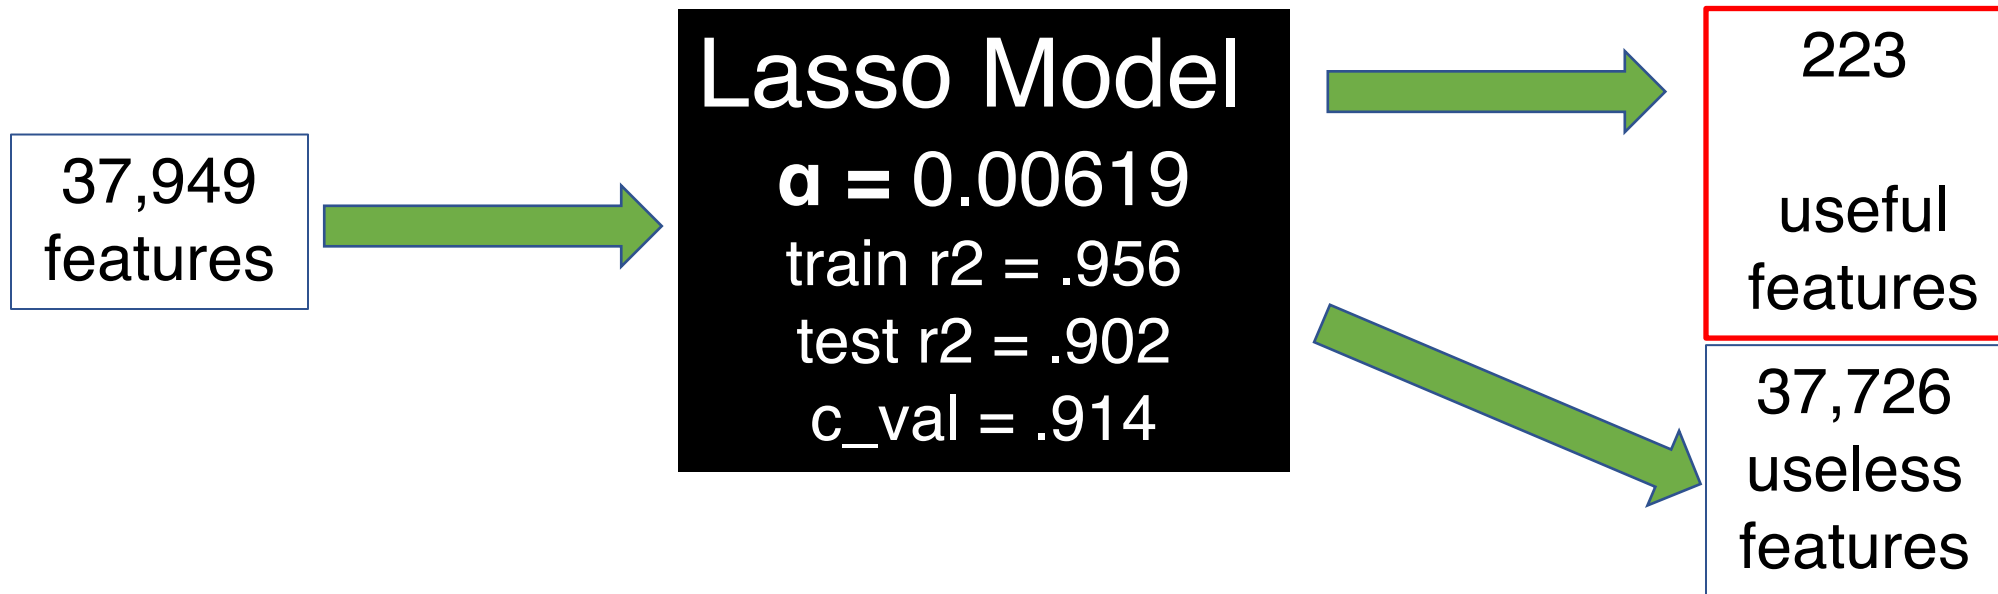 37,949
features
Lasso Model
α = 0.00619
train r2 = .956
test r2 = .902
c_val = .914
223
useful
features
37,726
useless
features